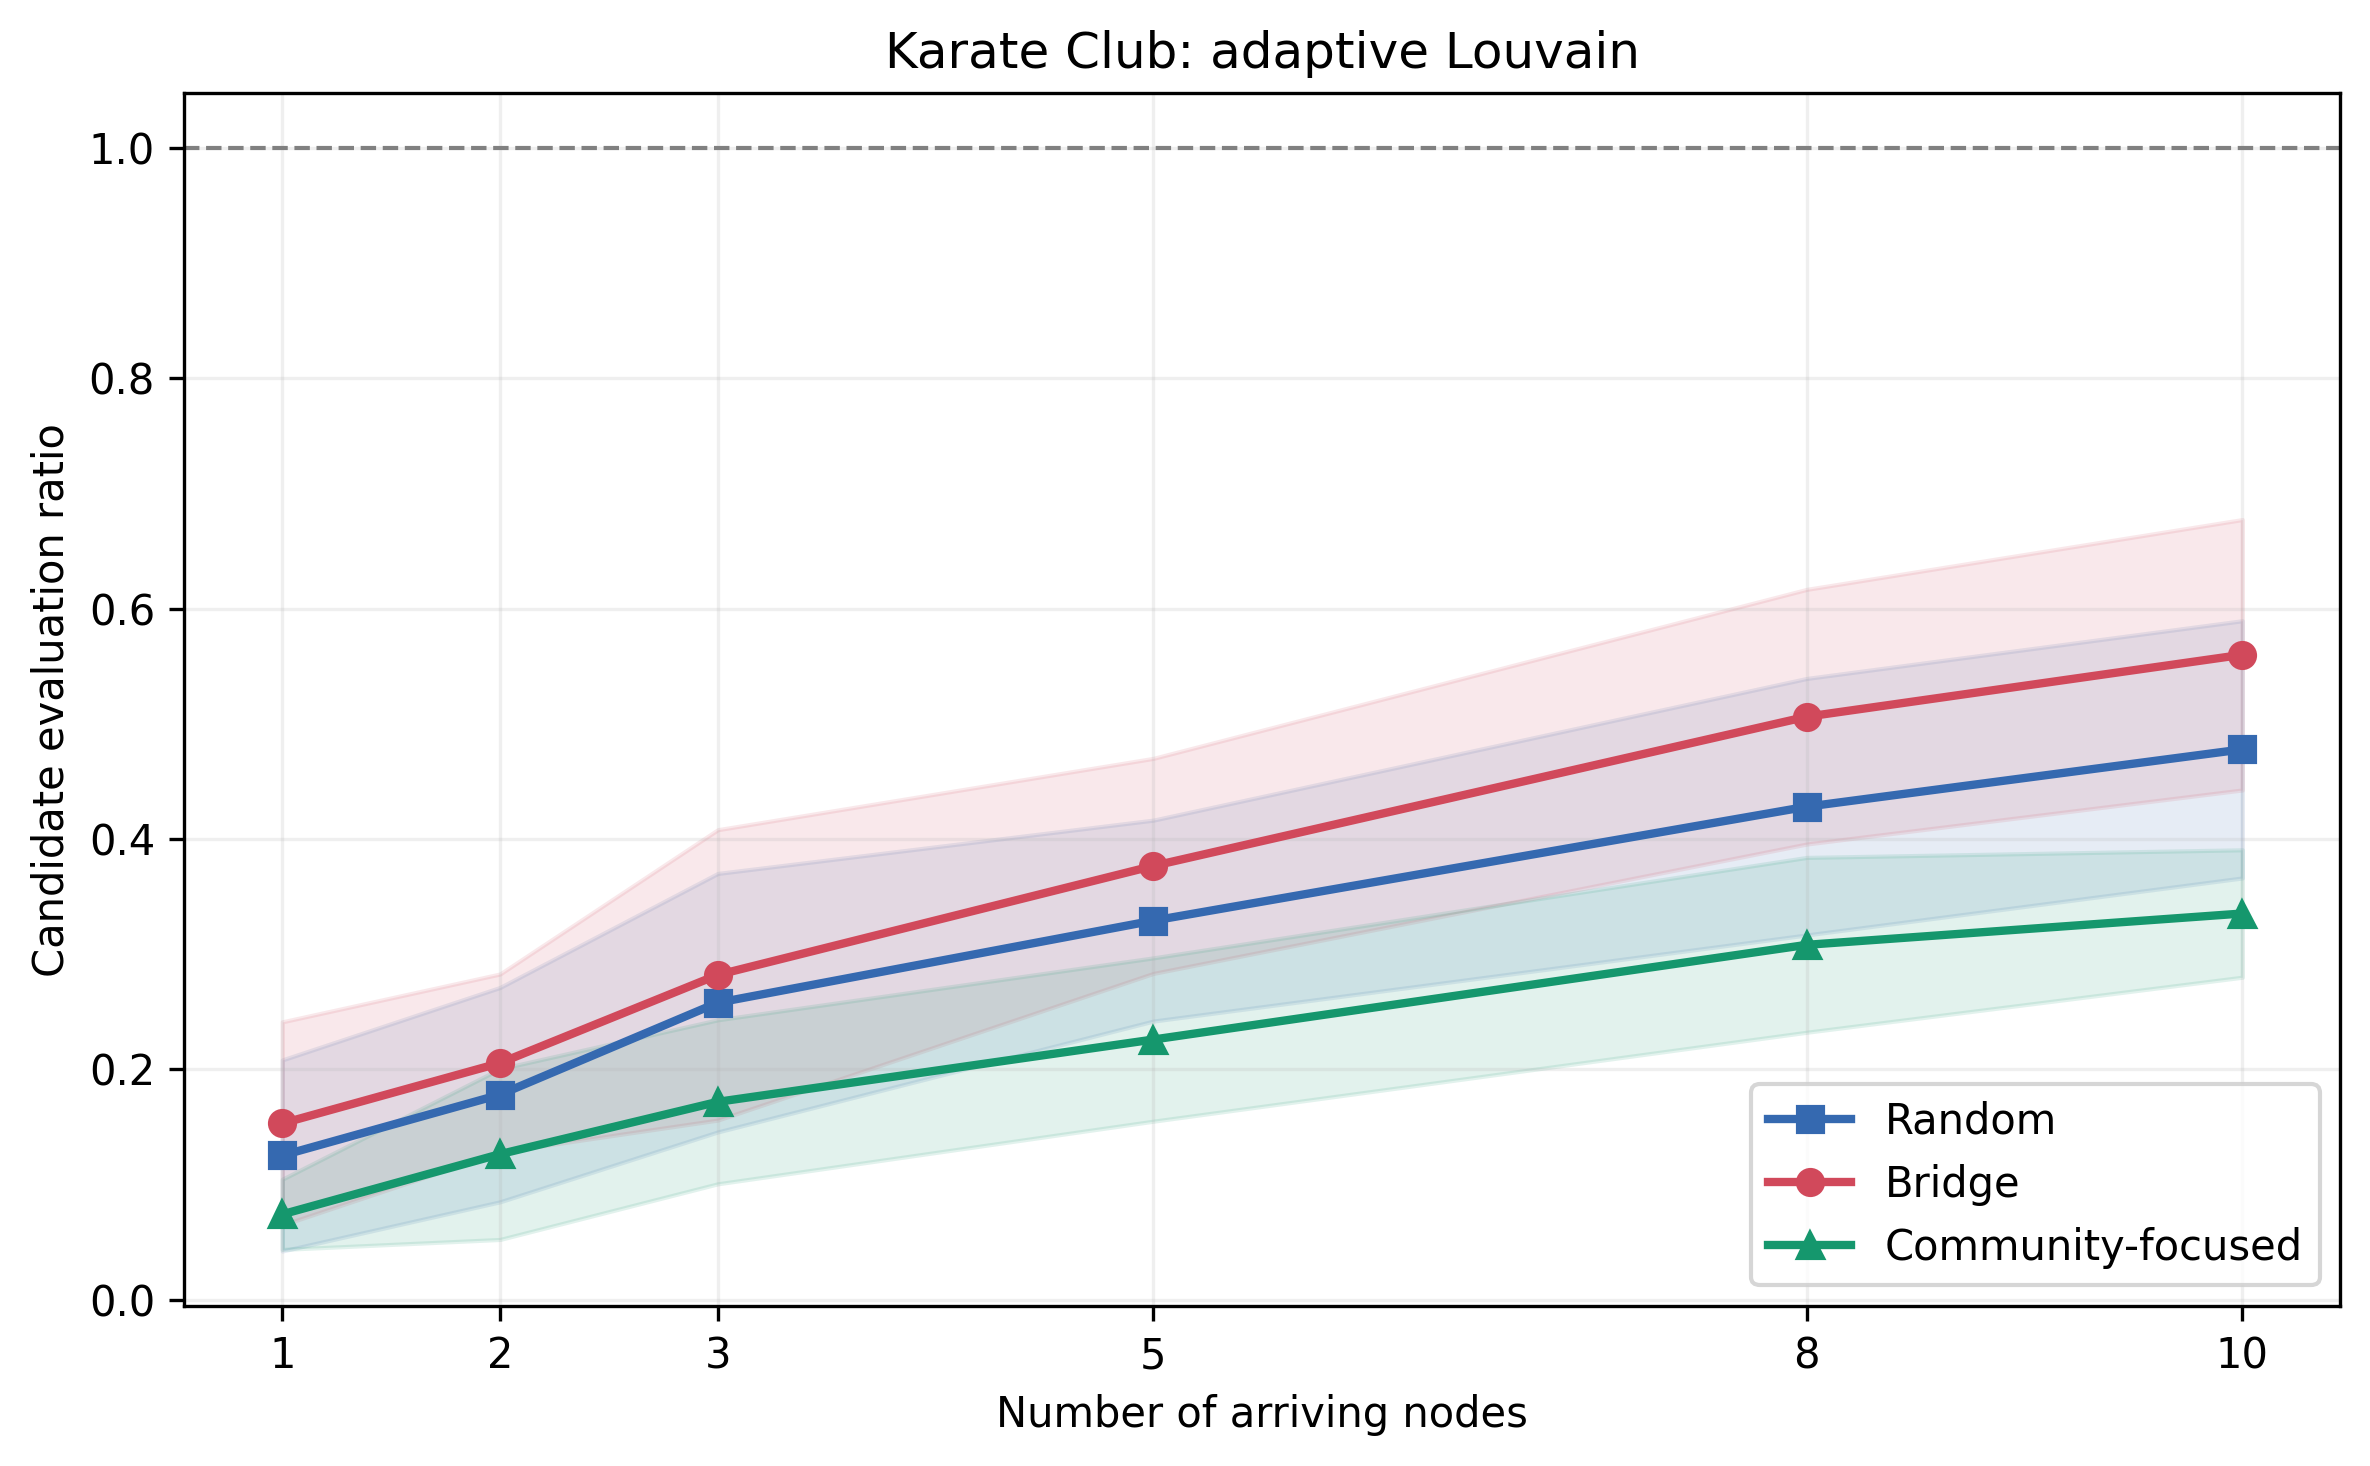 Karate Club: adaptive Louvain
Candidate evaluation ratio
1.0
0.8
0.6
0.4
0.2
0.0
1 2 3 5 8 10
Number of arriving nodes
Random
Bridge
Community-focused